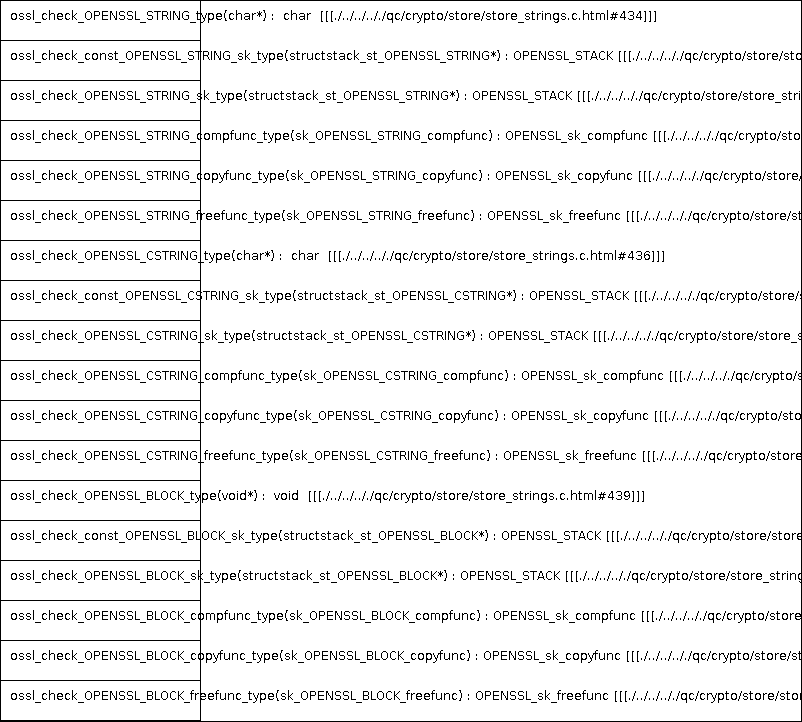 ossl_check_OPENSSL_STRING_type(char*) : char [[[./../../../../qc/crypto/store/store_strings.c.html#434]]]
ossl_check_const_OPENSSL_STRING_sk_type(structstack_st_OPENSSL_STRING*) : OPENSSL_STACK [[[./../../../../qc/crypto/store/sto
ossl_check_OPENSSL_STRING_sk_type(structstack_st_OPENSSL_STRING*) : OPENSSL_STACK [[[./../../../../qc/crypto/store/store_stri
ossl_check_OPENSSL_STRING_compfunc_type(sk_OPENSSL_STRING_compfunc) : OPENSSL_sk_compfunc [[[./../../../../qc/crypto/sto
ossl_check_OPENSSL_STRING_copyfunc_type(sk_OPENSSL_STRING_copyfunc) : OPENSSL_sk_copyfunc [[[./../../../../qc/crypto/store/
ossl_check_OPENSSL_STRING_freefunc_type(sk_OPENSSL_STRING_freefunc) : OPENSSL_sk_freefunc [[[./../../../../qc/crypto/store/st
ossl_check_OPENSSL_CSTRING_type(char*) : char [[[./../../../../qc/crypto/store/store_strings.c.html#436]]]
ossl_check_const_OPENSSL_CSTRING_sk_type(structstack_st_OPENSSL_CSTRING*) : OPENSSL_STACK [[[./../../../../qc/crypto/store/
ossl_check_OPENSSL_CSTRING_sk_type(structstack_st_OPENSSL_CSTRING*) : OPENSSL_STACK [[[./../../../../qc/crypto/store/store_s
ossl_check_OPENSSL_CSTRING_compfunc_type(sk_OPENSSL_CSTRING_compfunc) : OPENSSL_sk_compfunc [[[./../../../../qc/crypto/s
ossl_check_OPENSSL_CSTRING_copyfunc_type(sk_OPENSSL_CSTRING_copyfunc) : OPENSSL_sk_copyfunc [[[./../../../../qc/crypto/sto
ossl_check_OPENSSL_CSTRING_freefunc_type(sk_OPENSSL_CSTRING_freefunc) : OPENSSL_sk_freefunc [[[./../../../../qc/crypto/store
ossl_check_OPENSSL_BLOCK_type(void*) : void [[[./../../../../qc/crypto/store/store_strings.c.html#439]]]
ossl_check_const_OPENSSL_BLOCK_sk_type(structstack_st_OPENSSL_BLOCK*) : OPENSSL_STACK [[[./../../../../qc/crypto/store/store
ossl_check_OPENSSL_BLOCK_sk_type(structstack_st_OPENSSL_BLOCK*) : OPENSSL_STACK [[[./../../../../qc/crypto/store/store_string
ossl_check_OPENSSL_BLOCK_compfunc_type(sk_OPENSSL_BLOCK_compfunc) : OPENSSL_sk_compfunc [[[./../../../../qc/crypto/store
ossl_check_OPENSSL_BLOCK_copyfunc_type(sk_OPENSSL_BLOCK_copyfunc) : OPENSSL_sk_copyfunc [[[./../../../../qc/crypto/store/st
ossl_check_OPENSSL_BLOCK_freefunc_type(sk_OPENSSL_BLOCK_freefunc) : OPENSSL_sk_freefunc [[[./../../../../qc/crypto/store/stor